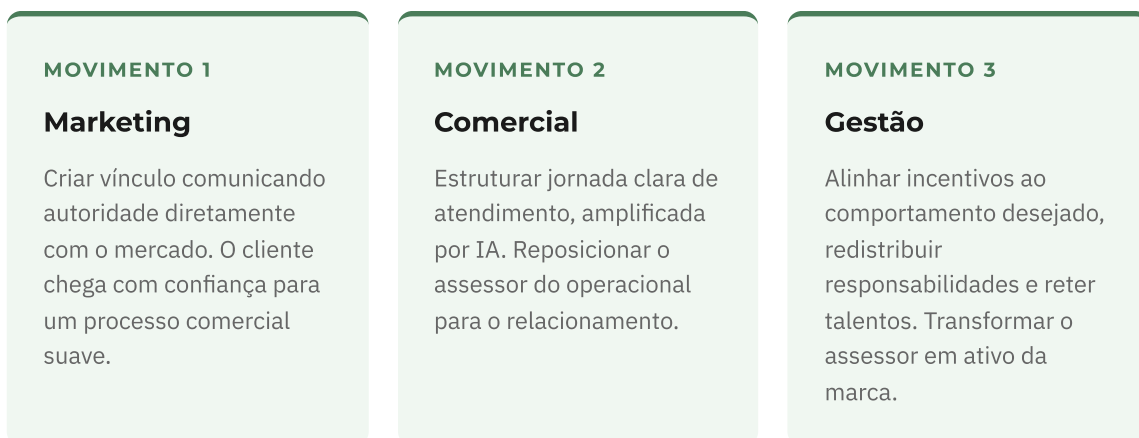 MOVIMENTO 1
Marketing
Criar vínculo comunicando
autoridade diretamente
com o mercado. O cliente
chega com confiança para
um processo comercial
suave.
MOVIMENTO 2
Comercial
Estruturar jornada clara de
atendimento, amplificada
por IA. Reposicionar o
assessor do operacional
para o relacionamento.
MOVIMENTO 3
Gestão
Alinhar incentivos ao
comportamento desejado,
redistribuir
responsabilidades e reter
talentos. Transformar o
assessor em ativo da
marca.